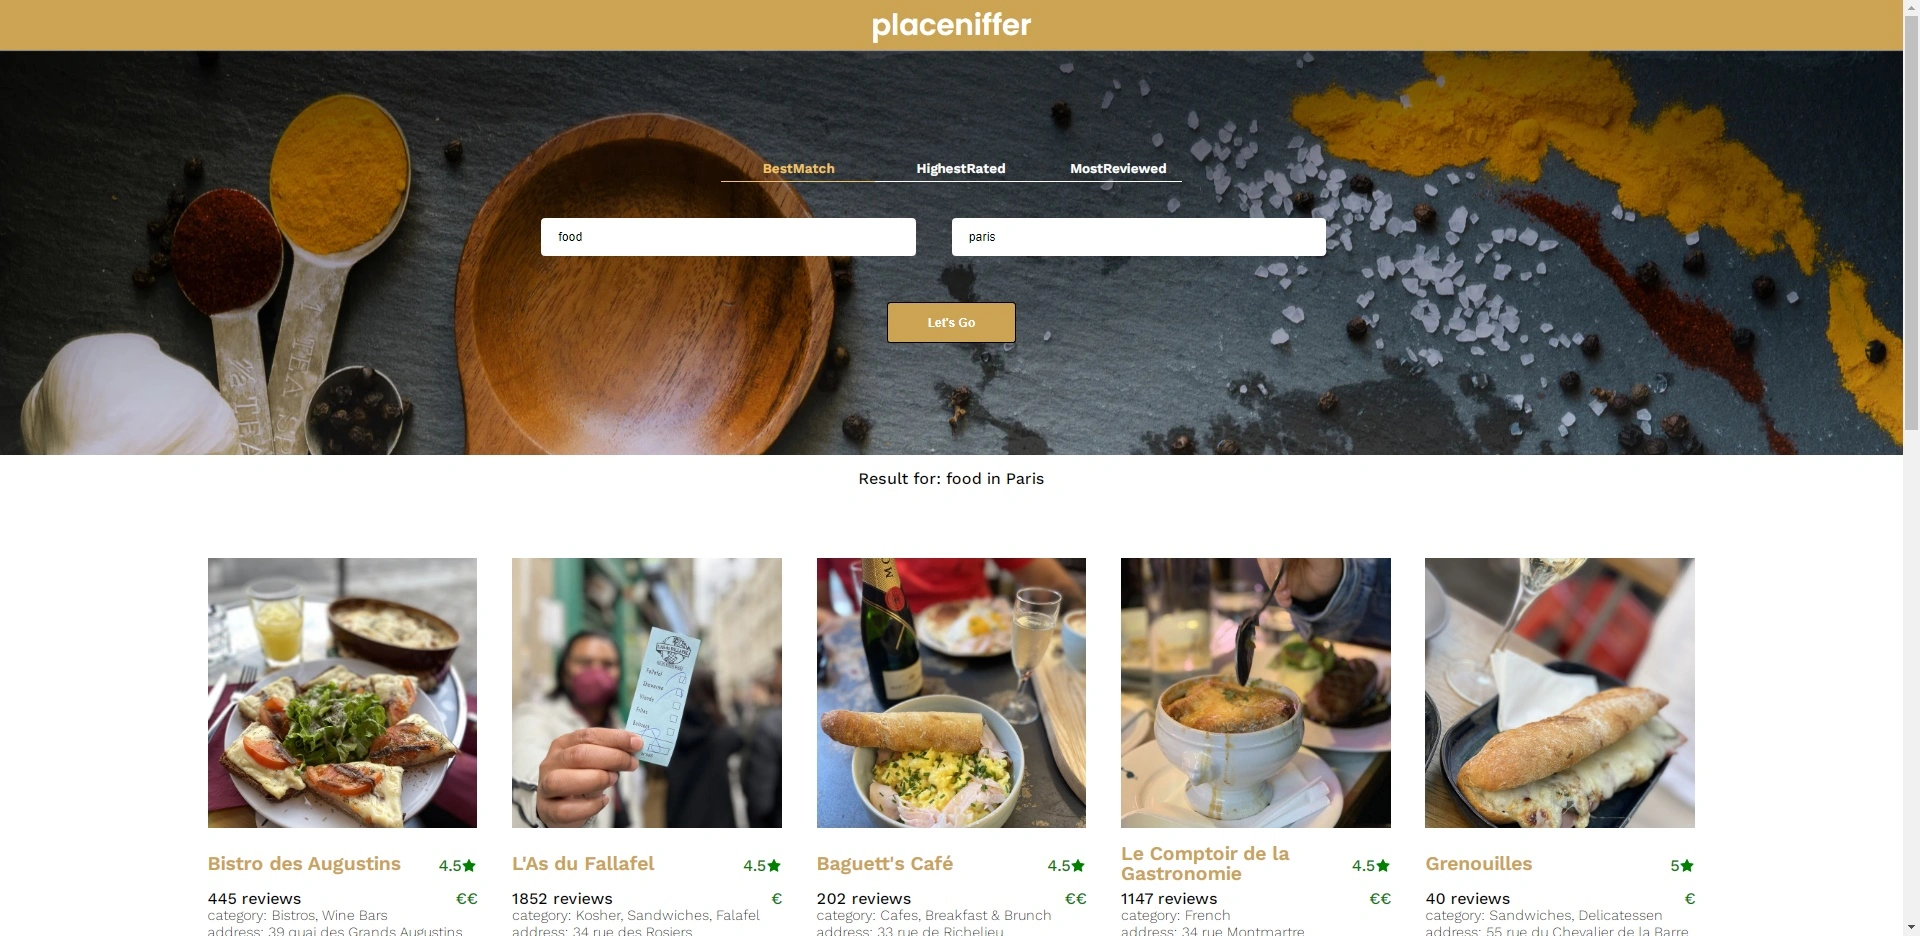 placeniffer
BestMatch HighestRated MostReviewed
food paris
Let's Go
Result for: food in Paris
Bistro des Augustins 4.5
445 reviews €€
category: Bistros, Wine Bars
address: 39 quai des Grands Augustins
L'As du Fallafel 4.5
1852 reviews €
category: Kosher, Sandwiches, Falafel
address: 34 rue des Rosiers
Baguett's Café 4.5
202 reviews €€
category: Cafes, Breakfast & Brunch
address: 33 rue de Richelieu
Le Comptoir de la
Gastronomie 4.5
1147 reviews €€
category: French
address: 34 rue Montmartre
Grenouilles 5
40 reviews €
category: Sandwiches, Delicatessen
address: 55 rue du Chevalier de la Barre